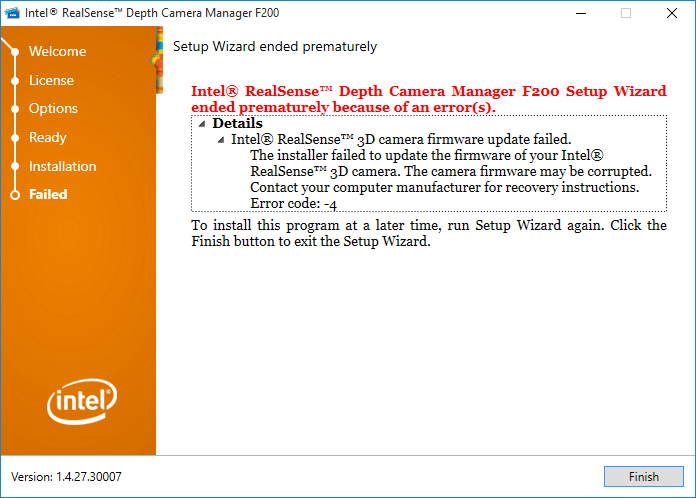 Intel® RealSense™ Depth Camera Manager F200
Welcome
License
Options
Ready
Installation
Failed
Setup Wizard ended prematurely
Intel® RealSense™ Depth Camera Manager F200 Setup Wizard
ended prematurely because of an error(s).
Details
Intel® RealSense™ 3D camera firmware update failed.
The installer failed to update the firmware of your Intel®
RealSense™ 3D camera. The camera firmware may be corrupted.
Contact your computer manufacturer for recovery instructions.
Error code: -4
To install this program at a later time, run Setup Wizard again. Click the
Finish button to exit the Setup Wizard.
intel®
Version: 1.4.27.30007
Finish